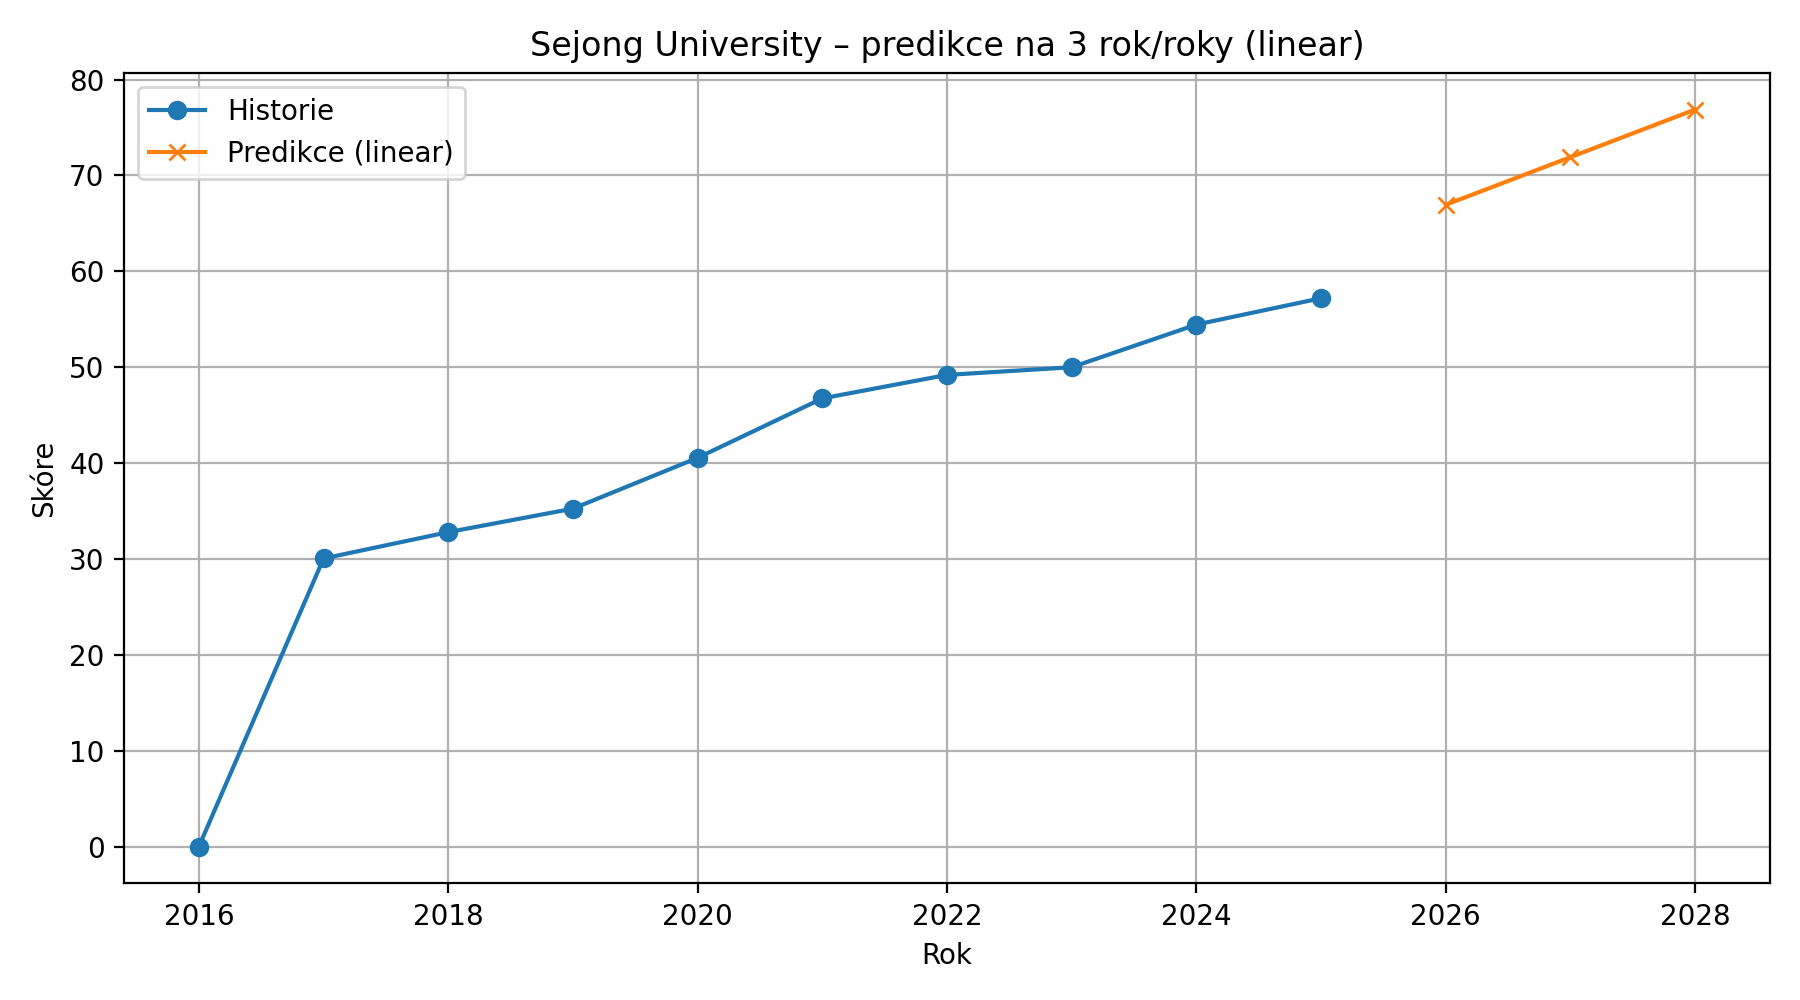 Sejong University – predikce na 3 rok/roky (linear)
Historie
Predikce (linear)
80
70
60
50
40
30
20
10
0
Skóre
2016 2018 2020 2022 2024 2026 2028
Rok